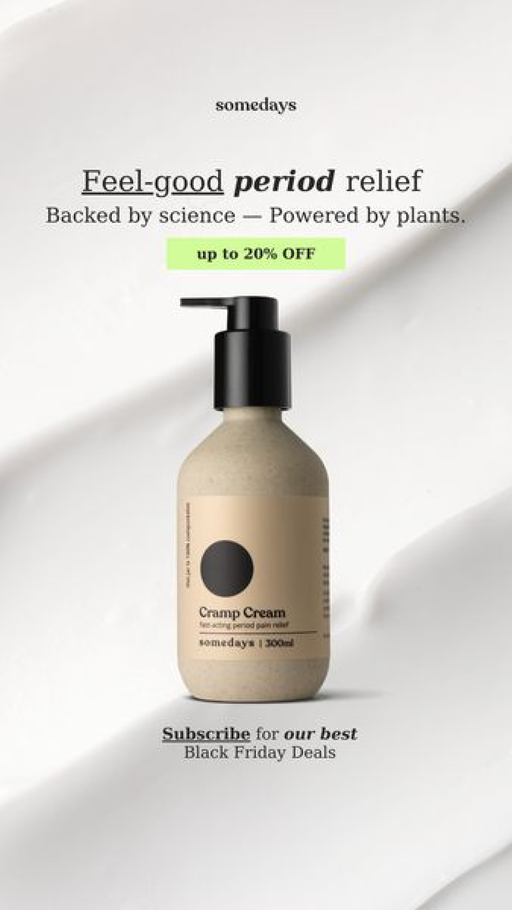 somedays
Feel-good period relief
Backed by science — Powered by plants.
up to 20% OFF
Cramp Cream
fast-acting period pain relief
somedays | 300ml
Subscribe for our best
Black Friday Deals